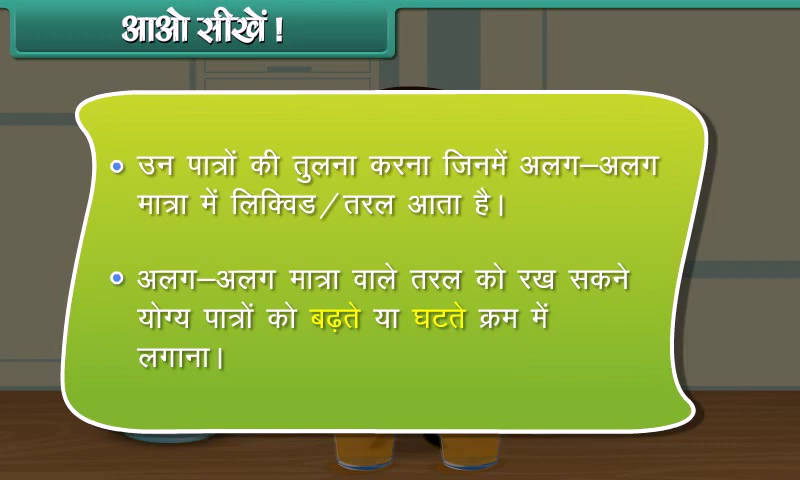 आओ सीखें!
उन पात्रों की तुलना करना जिनमें अलग–अलग
मात्रा में लिक्विड/तरल आता है।
अलग–अलग मात्रा वाले तरल को रख सकने
योग्य पात्रों को बढ़ते या घटते क्रम में
लगाना।